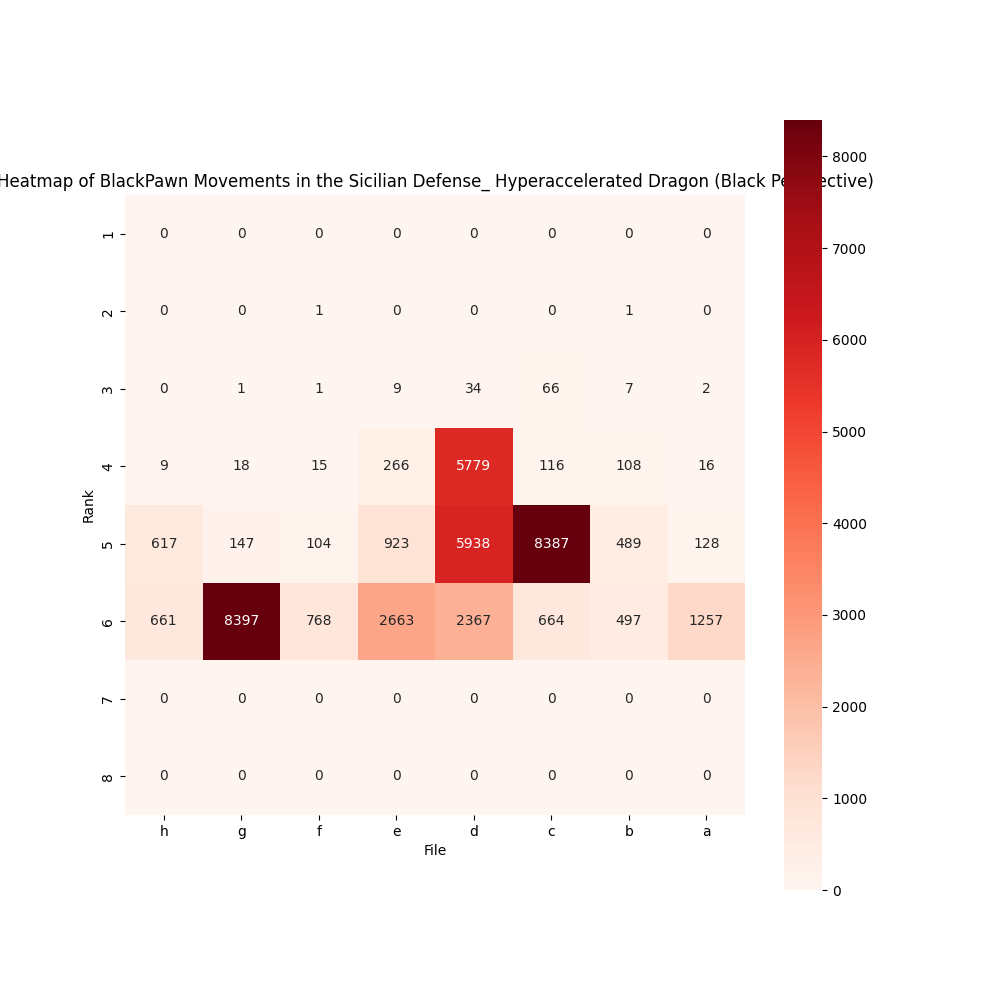 Heatmap of BlackPawn Movements in the Sicilian Defense_ Hyperaccelerated Dragon (Black Pe ective)
1 0 0 0 0 0 0 0 0
2 0 0 1 0 0 0 1 0
3 0 1 1 9 34 66 7 2
4 9 18 15 266 5779 116 108 16
5 617 147 104 923 5938 8387 489 128
6 661 8397 768 2663 2367 664 497 1257
7 0 0 0 0 0 0 0 0
8 0 0 0 0 0 0 0 0
h g f e d c b a
Rank
File
8000
7000
6000
5000
4000
3000
2000
1000
0